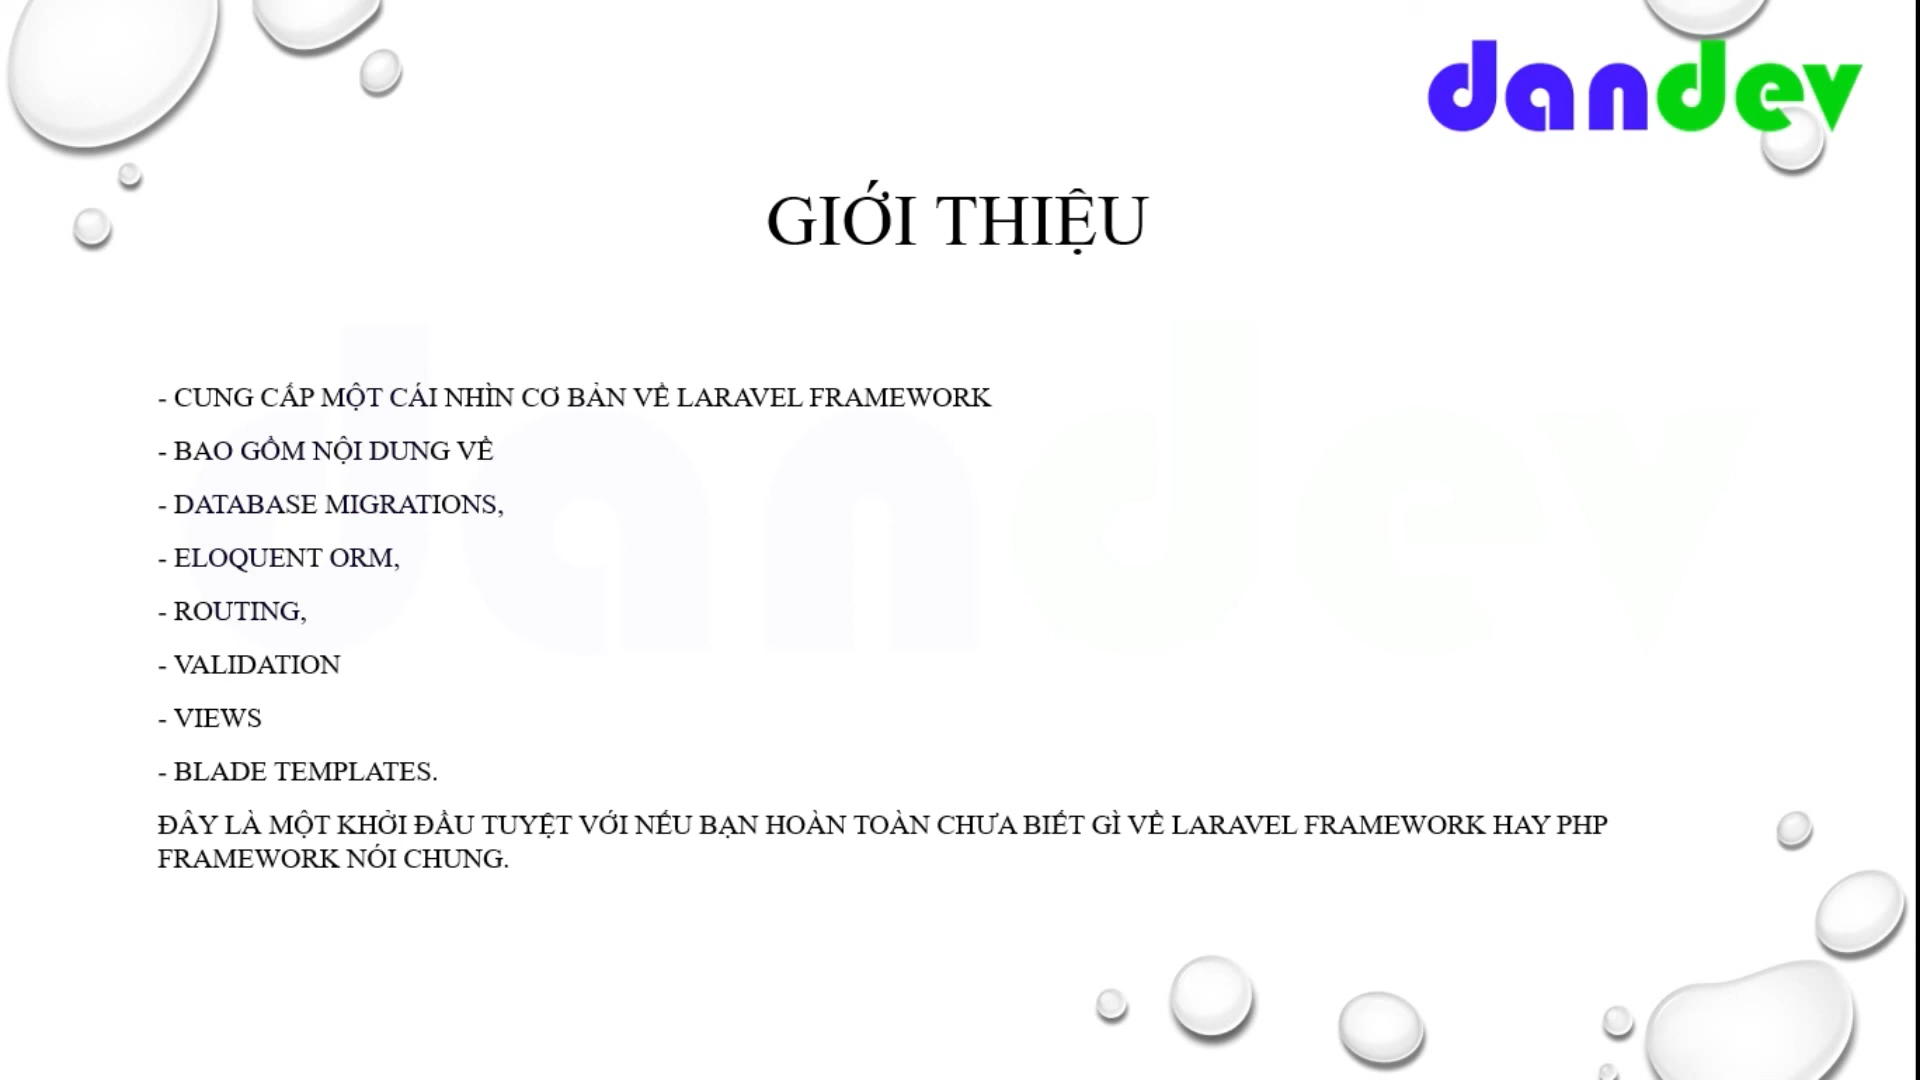 dandev
GIỚI THIỆU
- CUNG CẤP MỘT CÁI NHÌN CƠ BẢN VỀ LARAVEL FRAMEWORK
- BAO GỒM NỘI DUNG VỀ
- DATABASE MIGRATIONS,
- ELOQUENT ORM,
- ROUTING,
- VALIDATION
- VIEWS
- BLADE TEMPLATES.
ĐÂY LÀ MỘT KHỞI ĐẦU TUYỆT VỚI NẾU BẠN HOÀN TOÀN CHƯA BIẾT GÌ VỀ LARAVEL FRAMEWORK HAY PHP
FRAMEWORK NÓI CHUNG.